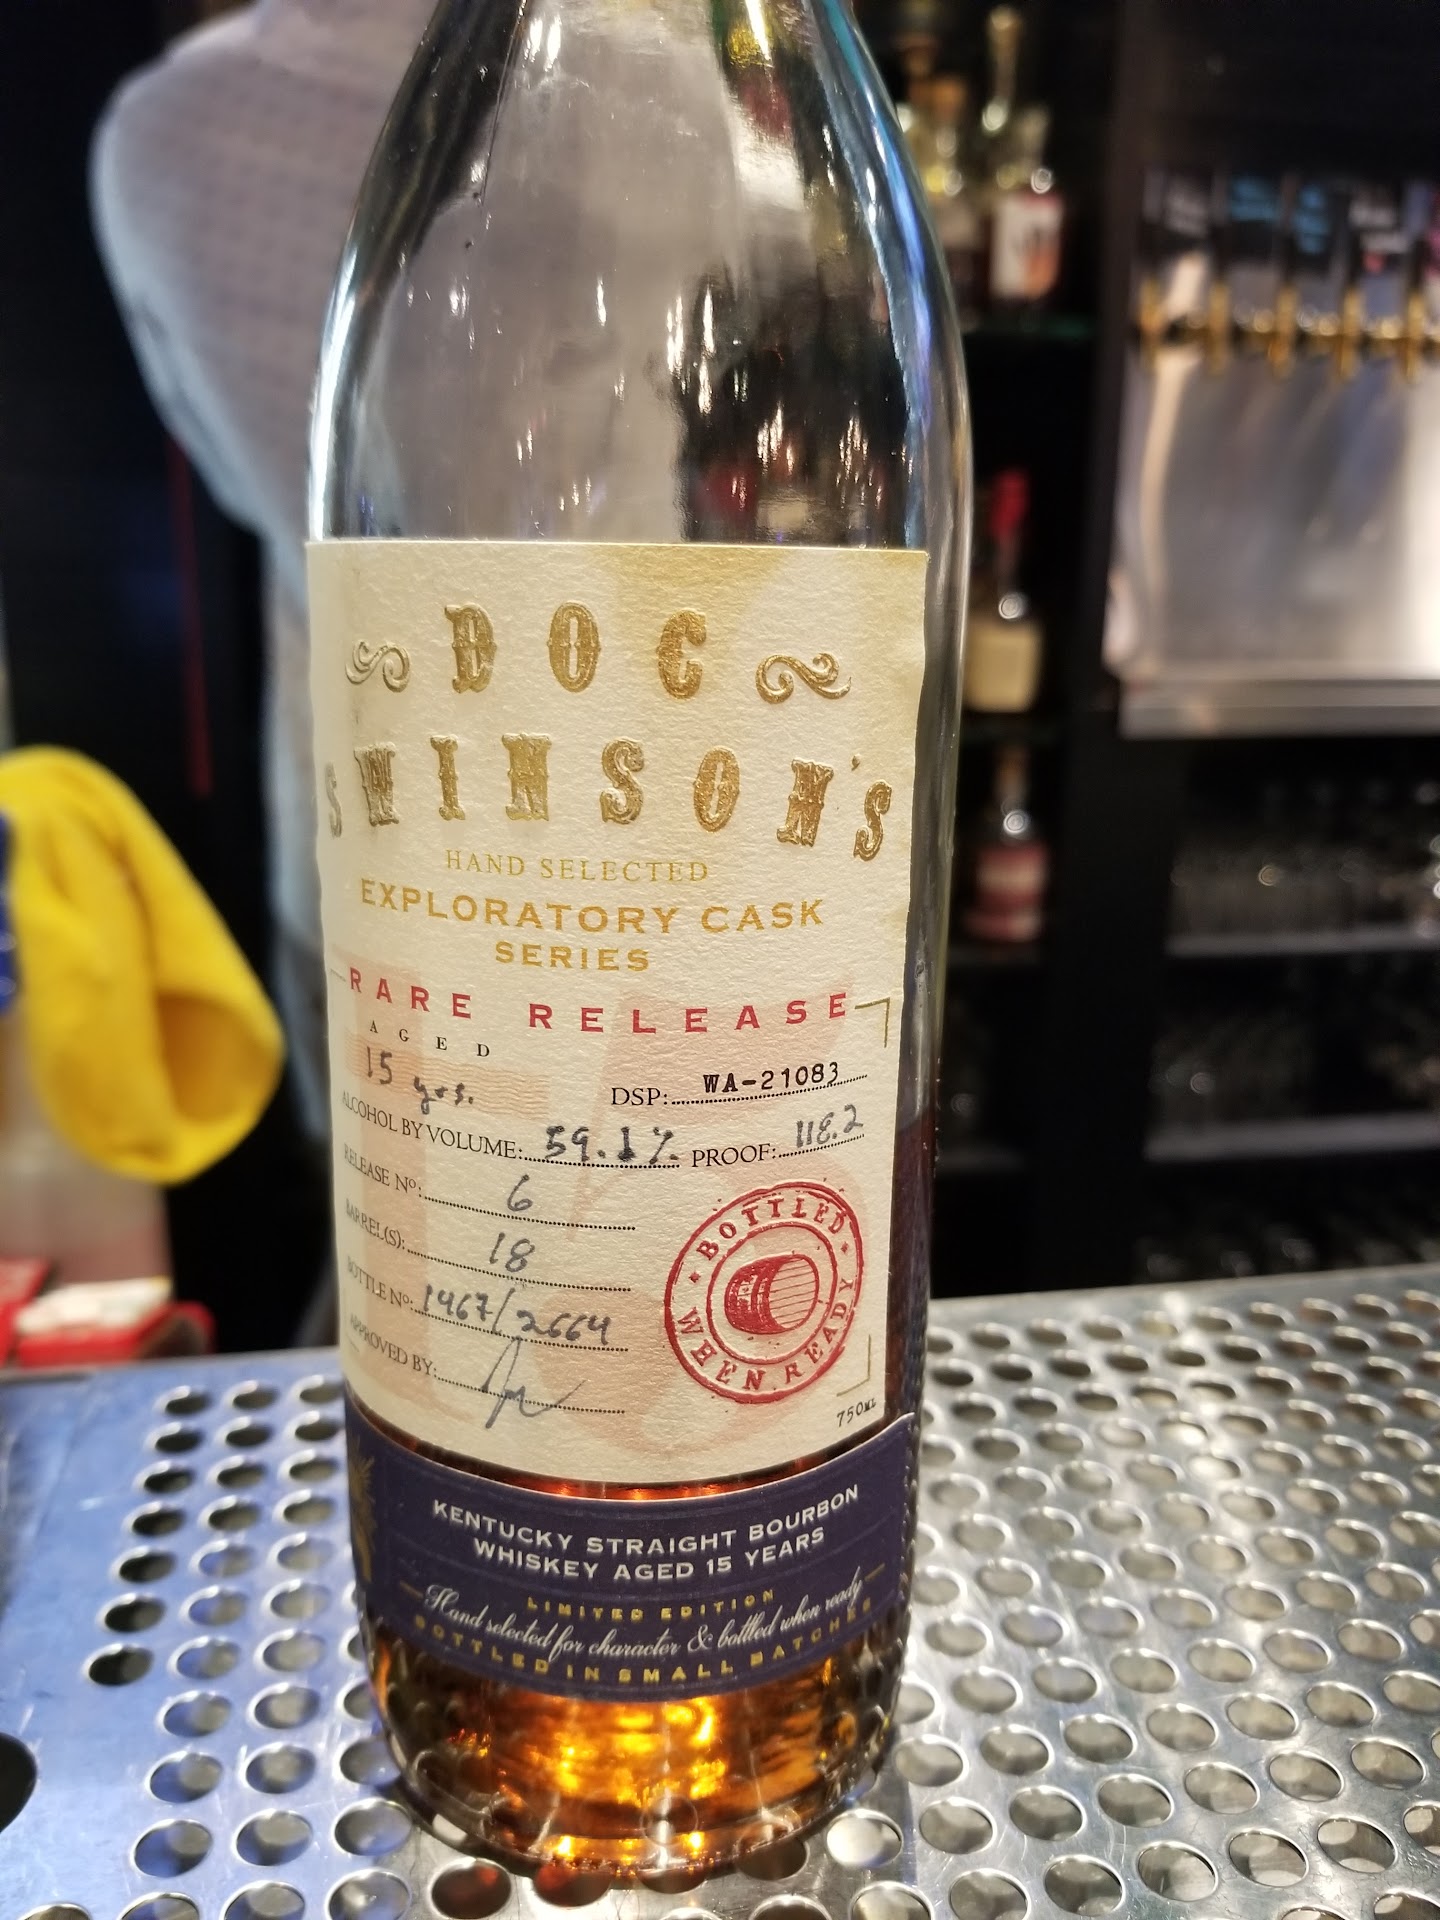 DOC
SWINSON'S
HAND SELECTED
EXPLORATORY CASK
SERIES
RARE RELEASE
AGED
15 yrs.
DSP: WA-21083
ALCOHOL BY VOLUME: 59.1% PROOF: 118.2
RELEASE Nº: 6
BARREL(S): 18
BOTTLE Nº: 1467/2664
APPROVED BY:
BOTTLED
WHEN READY
750ML
KENTUCKY STRAIGHT BOURBON
WHISKEY AGED 15 YEARS
LIMITED EDITION
Hand selected for character & bottled when ready
BOTTLED IN SMALL BATCHES